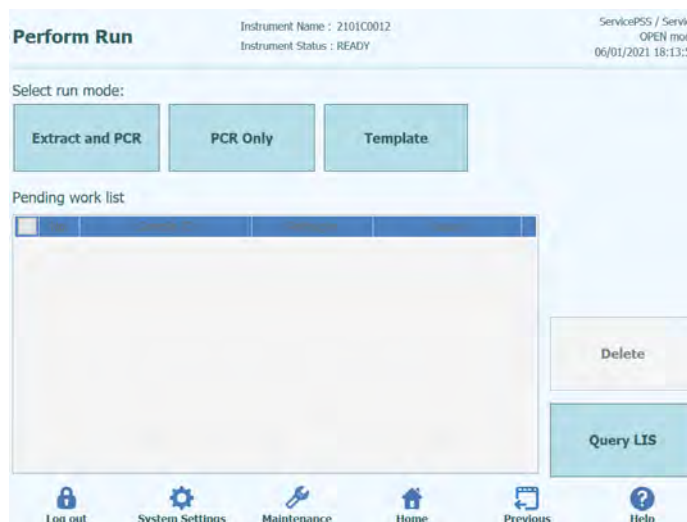 Perform Run
Instrument Name : 2101C0012
Instrument Status : READY
ServicePSS / Servi
OPEN mo
06/01/2021 18:13:5
Select run mode:
Extract and PCR
PCR Only
Template
Pending work list
Delete
Query LIS
Log out
System Settings
Maintenance
Home
Previous
Help